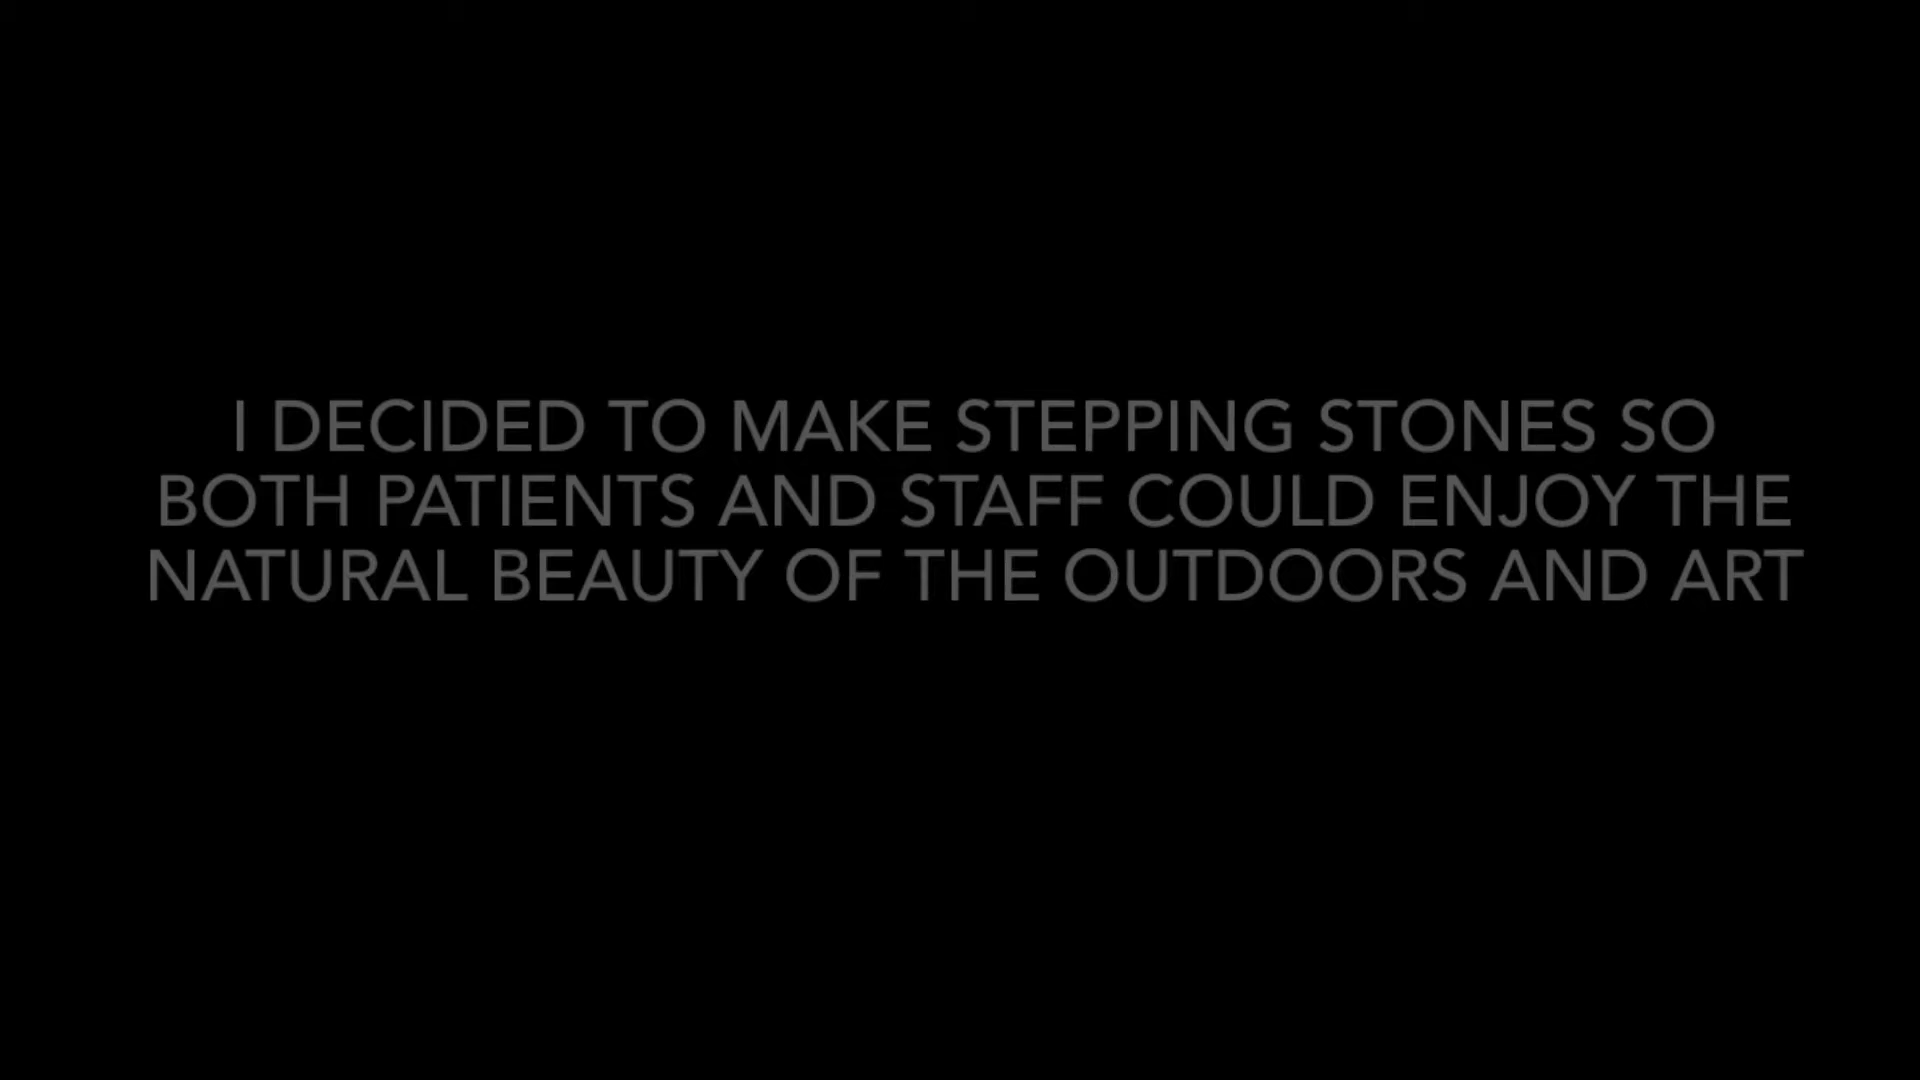 I DECIDED TO MAKE STEPPING STONES SO
BOTH PATIENTS AND STAFF COULD ENJOY THE
NATURAL BEAUTY OF THE OUTDOORS AND ART